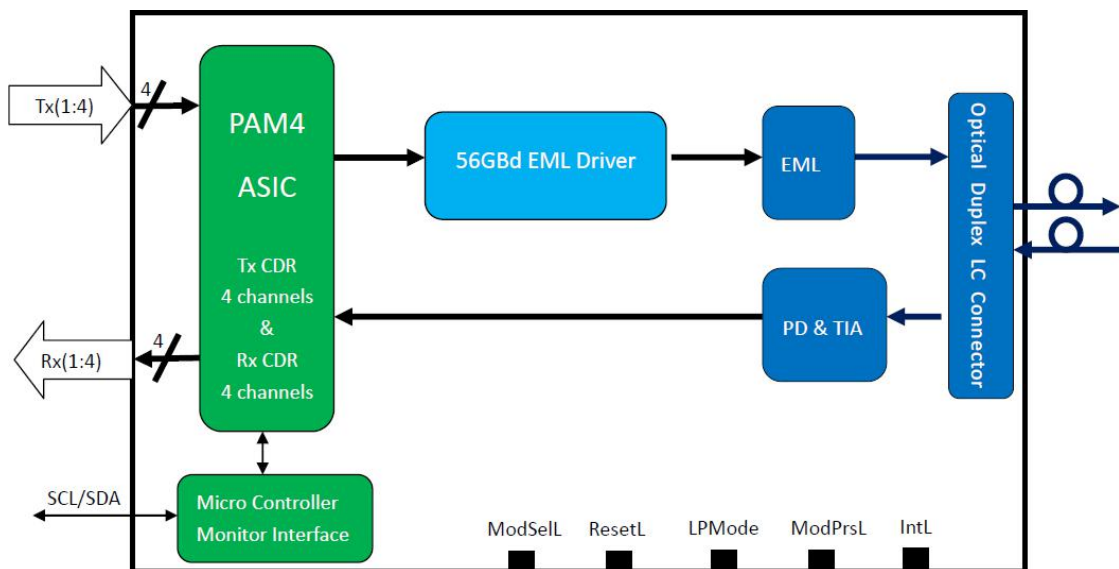 Tx(1:4)
4
PAM4
ASIC
Tx CDR
4 channels
&
Rx CDR
4 channels
56GBd EML Driver
EML
Optical Duplex LC Connector
PD & TIA
4
Rx(1:4)
SCL/SDA
Micro Controller
Monitor Interface
ModSelL
ResetL
LPMode
ModPrsL
IntL